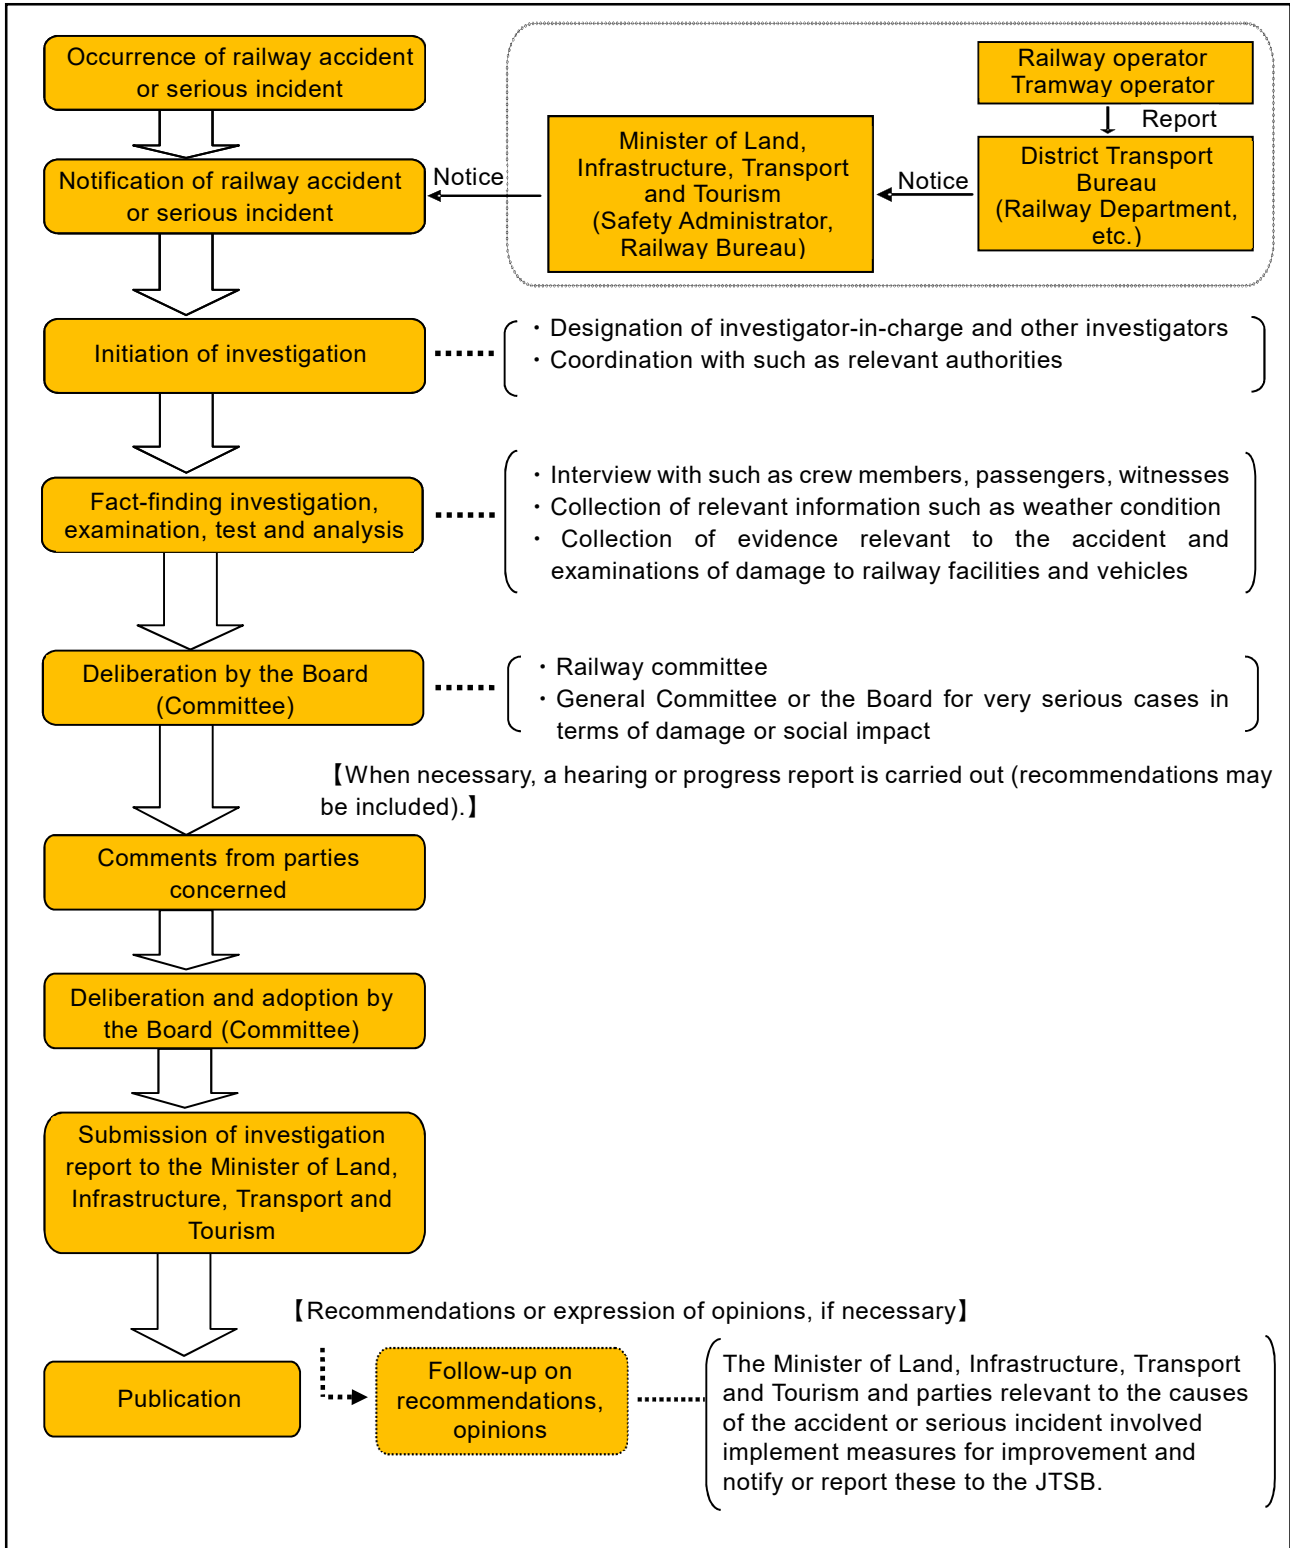 Occurrence of railway accident
or serious incident
Railway operator
Tramway operator
Report
District Transport
Bureau
(Railway Department,
etc.)
Notice
Minister of Land,
Infrastructure, Transport
and Tourism
(Safety Administrator,
Railway Bureau)
Notice
Notification of railway accident
or serious incident
Initiation of investigation
・Designation of investigator-in-charge and other investigators
・Coordination with such as relevant authorities
Fact-finding investigation,
examination, test and analysis
・Interview with such as crew members, passengers, witnesses
・Collection of relevant information such as weather condition
・Collection of evidence relevant to the accident and
examinations of damage to railway facilities and vehicles
Deliberation by the Board
(Committee)
・Railway committee
・General Committee or the Board for very serious cases in
terms of damage or social impact
【When necessary, a hearing or progress report is carried out (recommendations may
be included).】
Comments from parties
concerned
Deliberation and adoption by
the Board (Committee)
Submission of investigation
report to the Minister of Land,
Infrastructure, Transport and
Tourism
【Recommendations or expression of opinions, if necessary】
Publication
Follow-up on
recommendations,
opinions
The Minister of Land, Infrastructure, Transport
and Tourism and parties relevant to the causes
of the accident or serious incident involved
implement measures for improvement and
notify or report these to the JTSB.